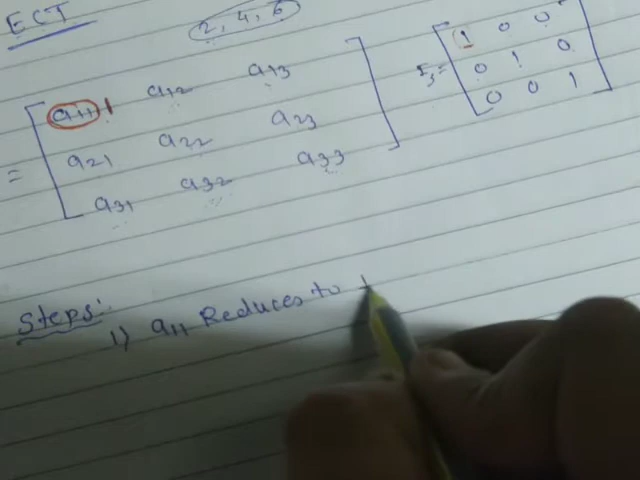 ECT
2, 4, 6
= [ a11 1 a12 a13
a21 a22 a23
a31 a32 a33 ]
I3 = [ 1 0 0
0 1 0
0 0 1 ]
Steps:
1) a11 Reduces to 1